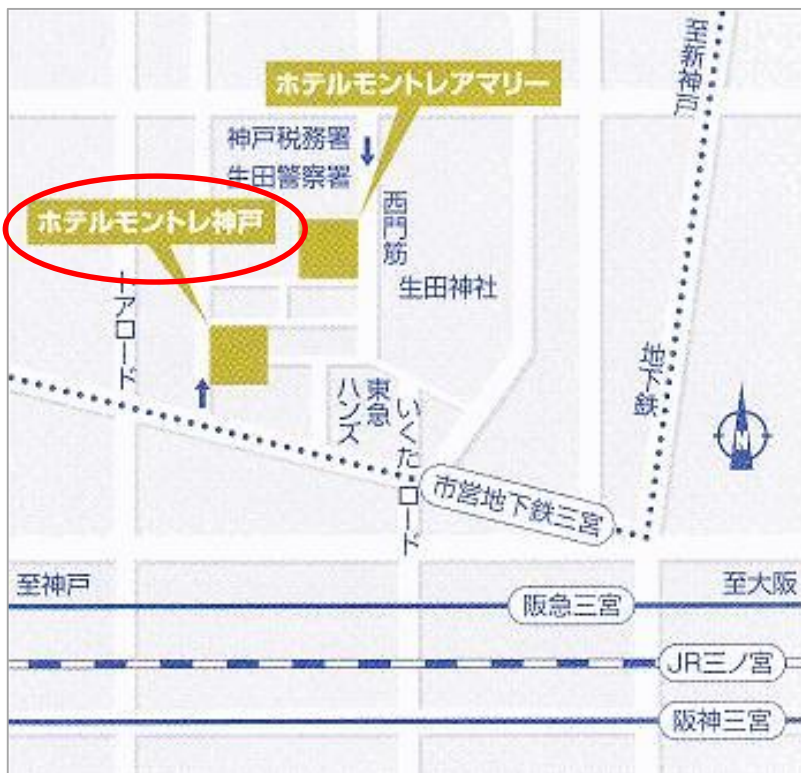 至新神戸
ホテルモントレアマリー
神戸税務署
生田警察署
西門筋
ホテルモントレ神戸
生田神社
トアロード
地下鉄
東急
ハンズ
いくたロード
市営地下鉄三宮
至神戸
至大阪
阪急三宮
JR三ノ宮
阪神三宮